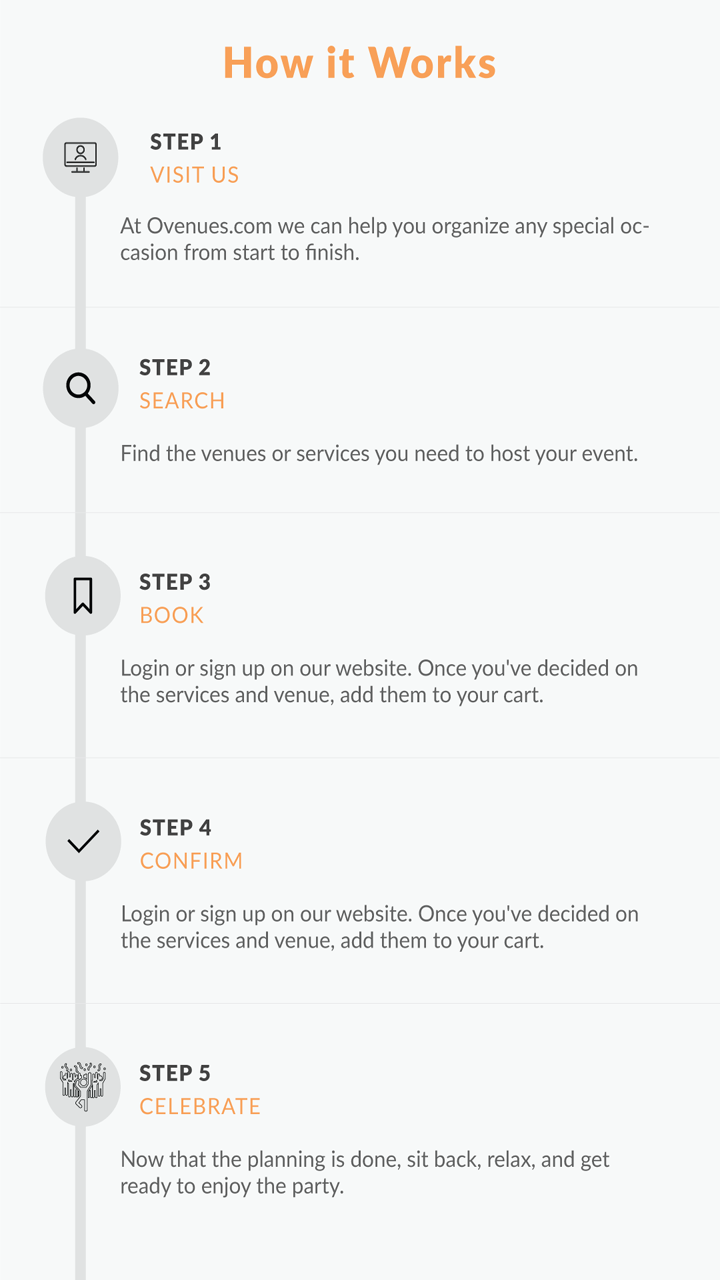 How it Works
STEP 1
VISIT US
At Ovenues.com we can help you organize any special oc-
casion from start to finish.
STEP 2
SEARCH
Find the venues or services you need to host your event.
STEP 3
BOOK
Login or sign up on our website. Once you've decided on
the services and venue, add them to your cart.
STEP 4
CONFIRM
Login or sign up on our website. Once you've decided on
the services and venue, add them to your cart.
STEP 5
CELEBRATE
Now that the planning is done, sit back, relax, and get
ready to enjoy the party.